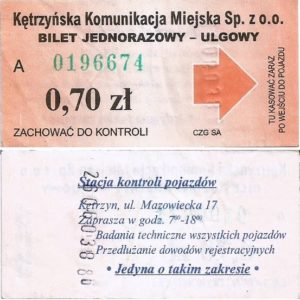 Kętrzyńska Komunikacja Miejska Sp. z o.o.
BILET JEDNORAZOWY – ULGOWY
A 0196674
0,70 zł
ZACHOWAĆ DO KONTROLI
CZG SA
TU KASOWAĆ ZARAZ
PO WEJŚCIU DO POJAZDU
Stacja kontroli pojazdów
Kętrzyn, ul. Mazowiecka 17
Zaprasza w godz. 7⁰⁰-18⁰⁰
Badania techniczne wszystkich pojazdów
Przedłużanie dowodów rejestracyjnych
• Jedyna o takim zakresie •